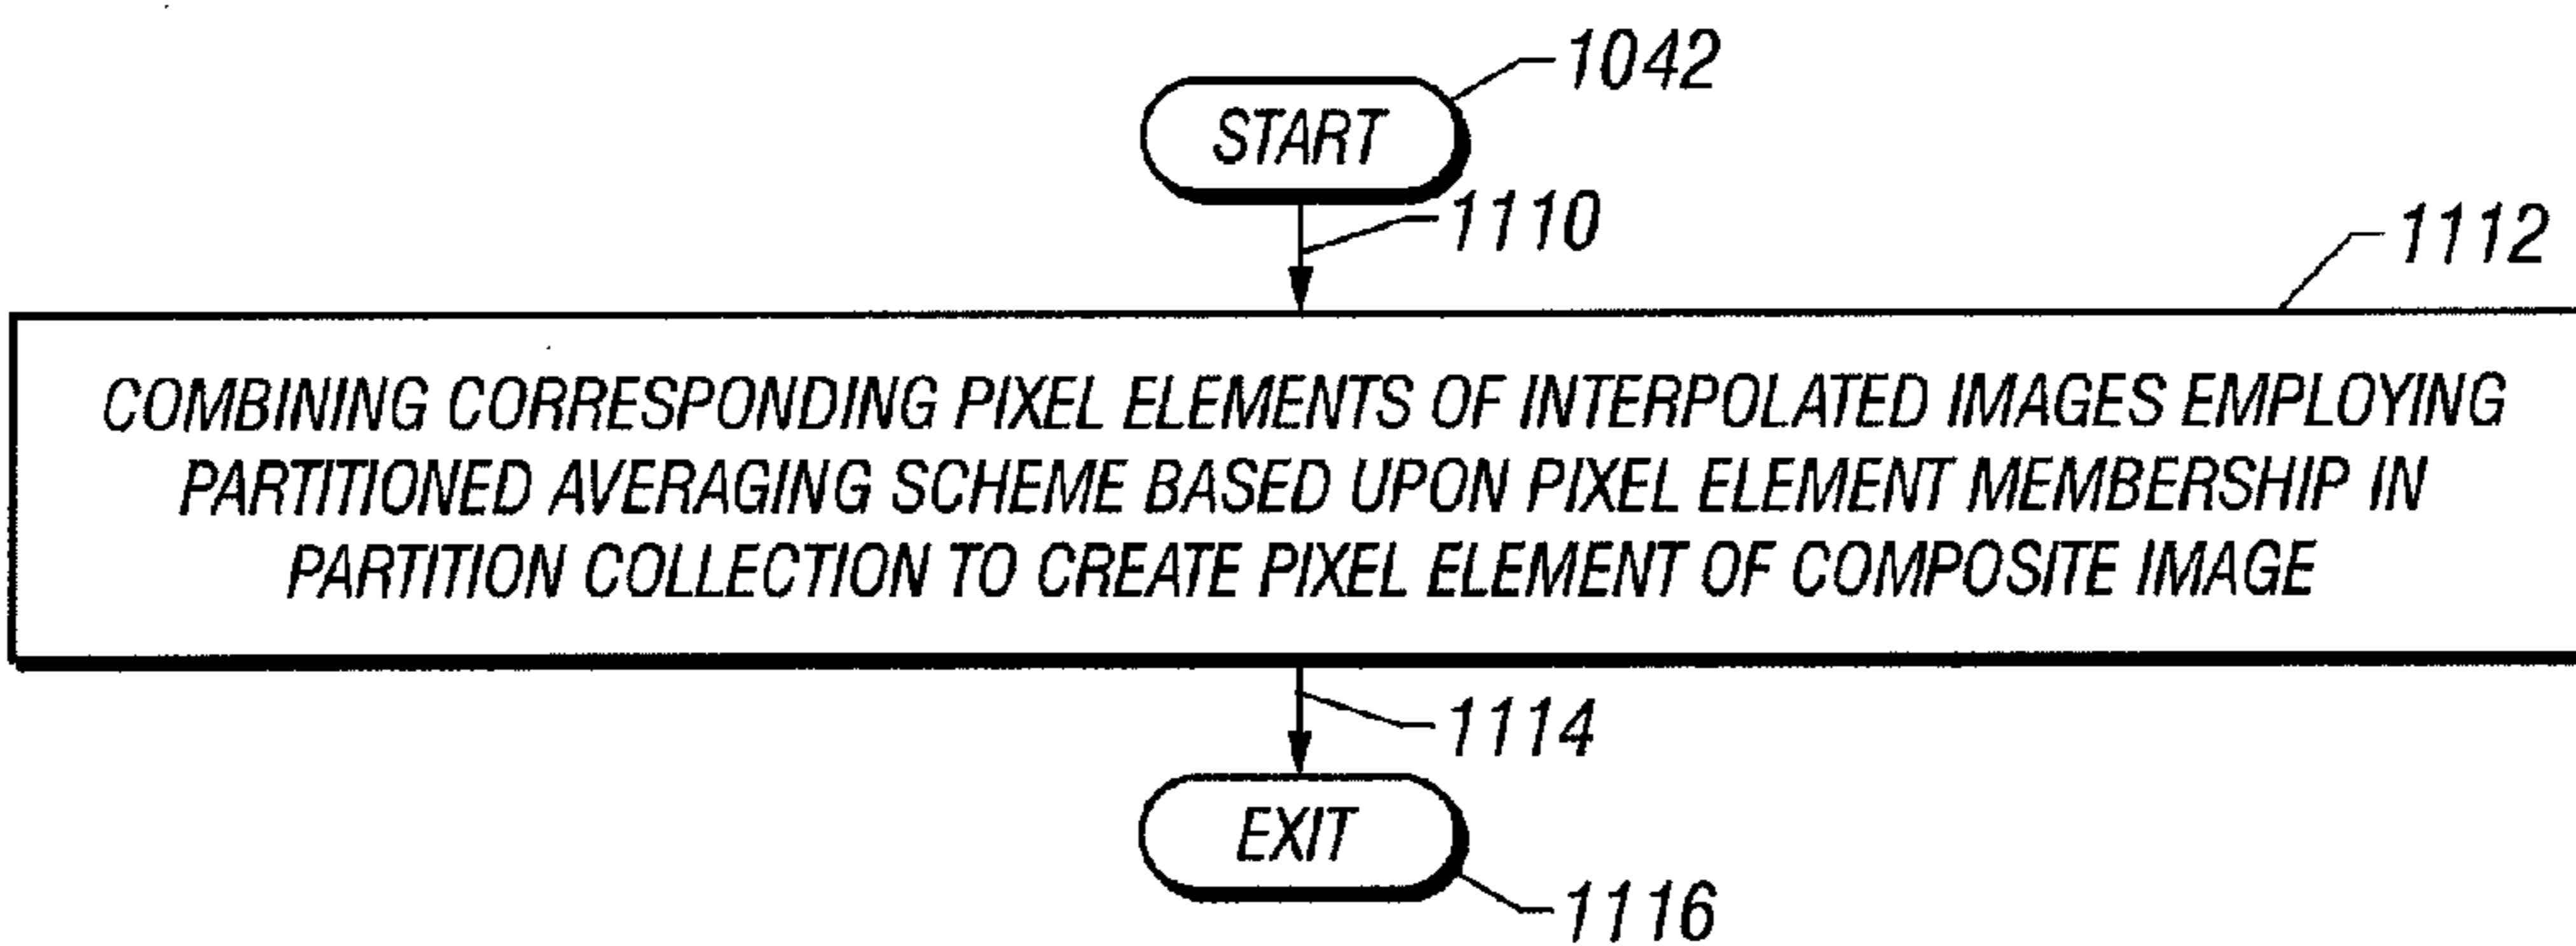 1042
START
1110
1112
COMBINING CORRESPONDING PIXEL ELEMENTS OF INTERPOLATED IMAGES EMPLOYING
PARTITIONED AVERAGING SCHEME BASED UPON PIXEL ELEMENT MEMBERSHIP IN
PARTITION COLLECTION TO CREATE PIXEL ELEMENT OF COMPOSITE IMAGE
1114
EXIT
1116